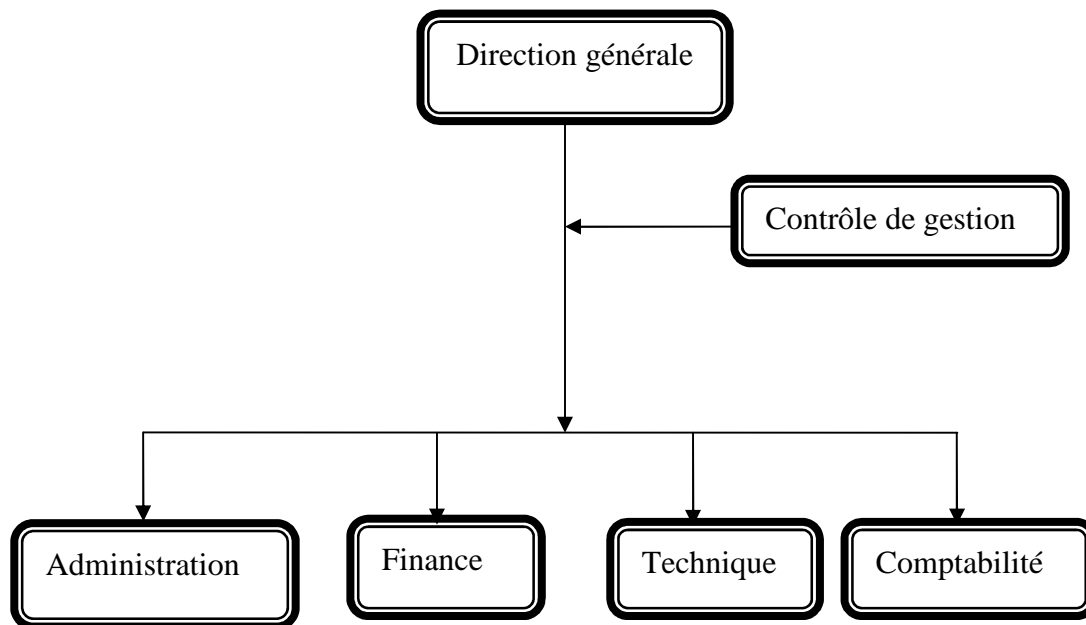 Direction générale
Contrôle de gestion
Administration
Finance
Technique
Comptabilité